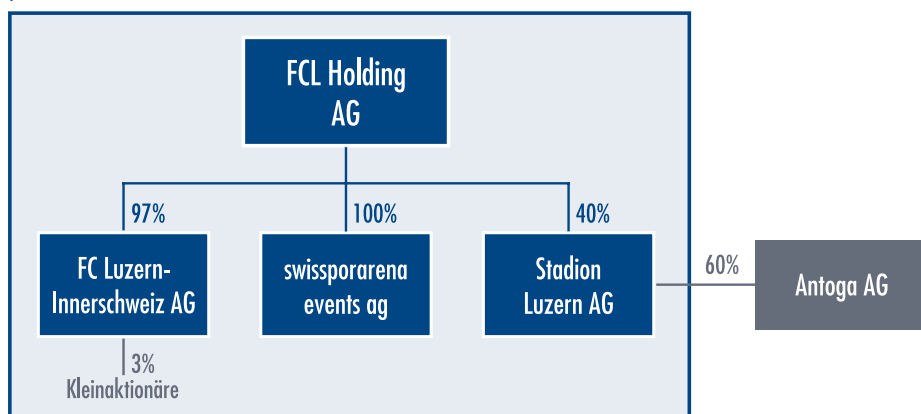 FCL Holding
AG
97%
100%
40%
FC Luzern-
Innerschweiz AG
swissporarena
events ag
Stadion
Luzern AG
60%
Antoga AG
3%
Kleinaktionäre